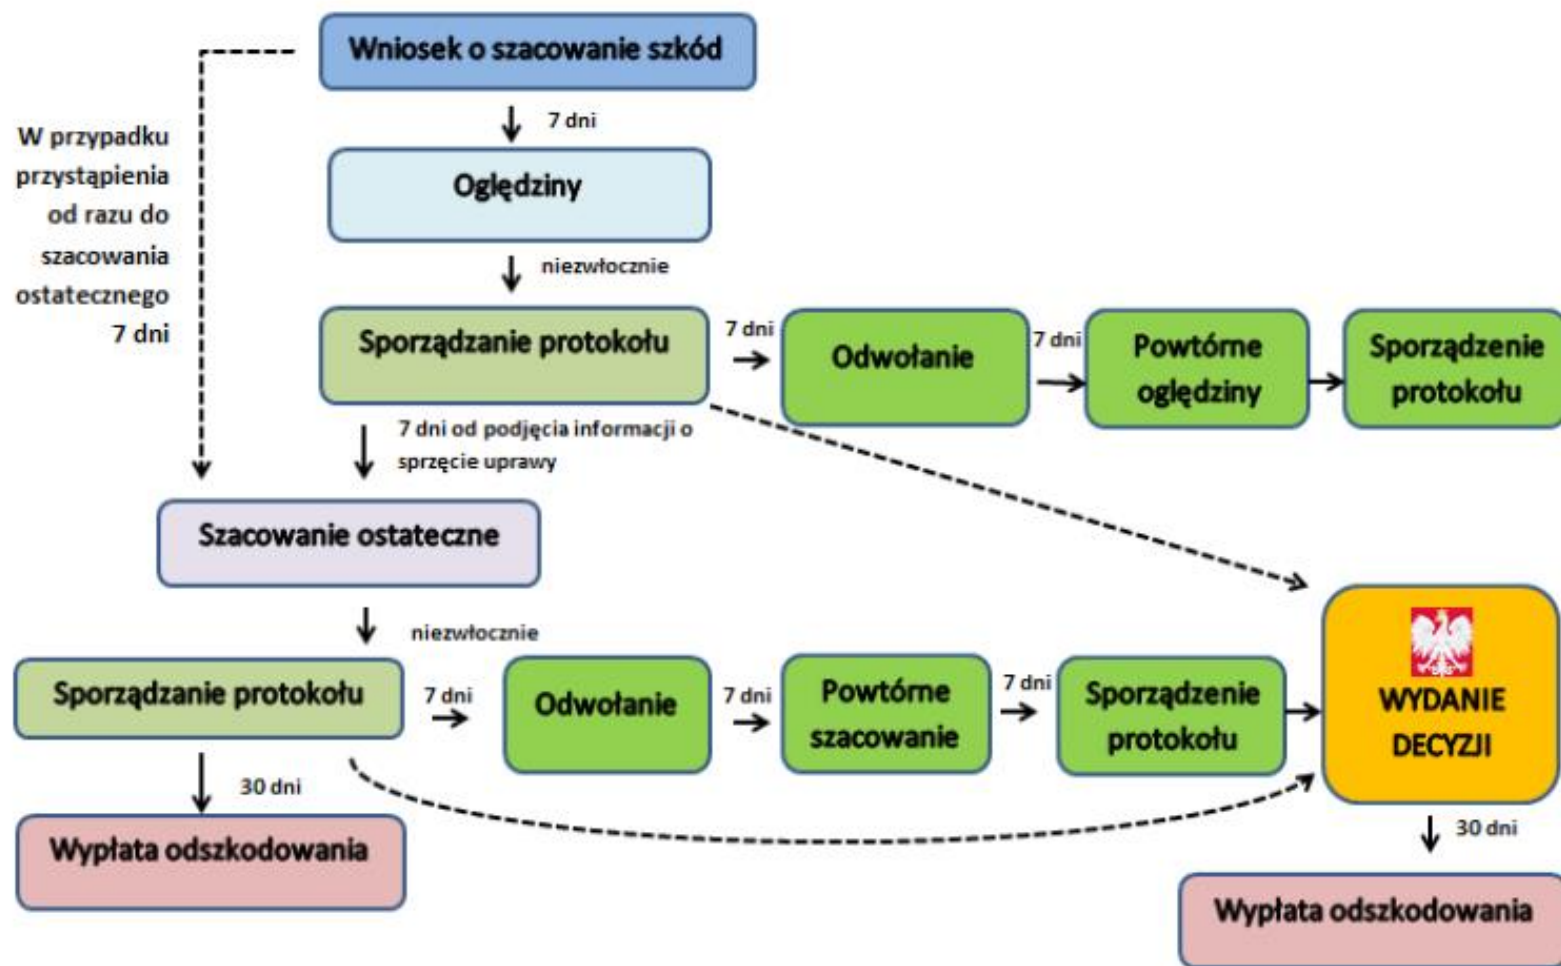 Wniosek o szacowanie szkód
7 dni
W przypadku
przystąpienia
od razu do
szacowania
ostatecznego
7 dni
Oględziny
niezwłocznie
Sporządzanie protokołu
7 dni
Odwołanie
7 dni
Powtórne
oględziny
Sporządzenie
protokołu
7 dni od podjęcia informacji o
sprzęcie uprawy
Szacowanie ostateczne
niezwłocznie
Sporządzanie protokołu
7 dni
Odwołanie
7 dni
Powtórne
szacowanie
7 dni
Sporządzenie
protokołu
WYDANIE
DECYZJI
30 dni
Wypłata odszkodowania
30 dni
Wypłata odszkodowania